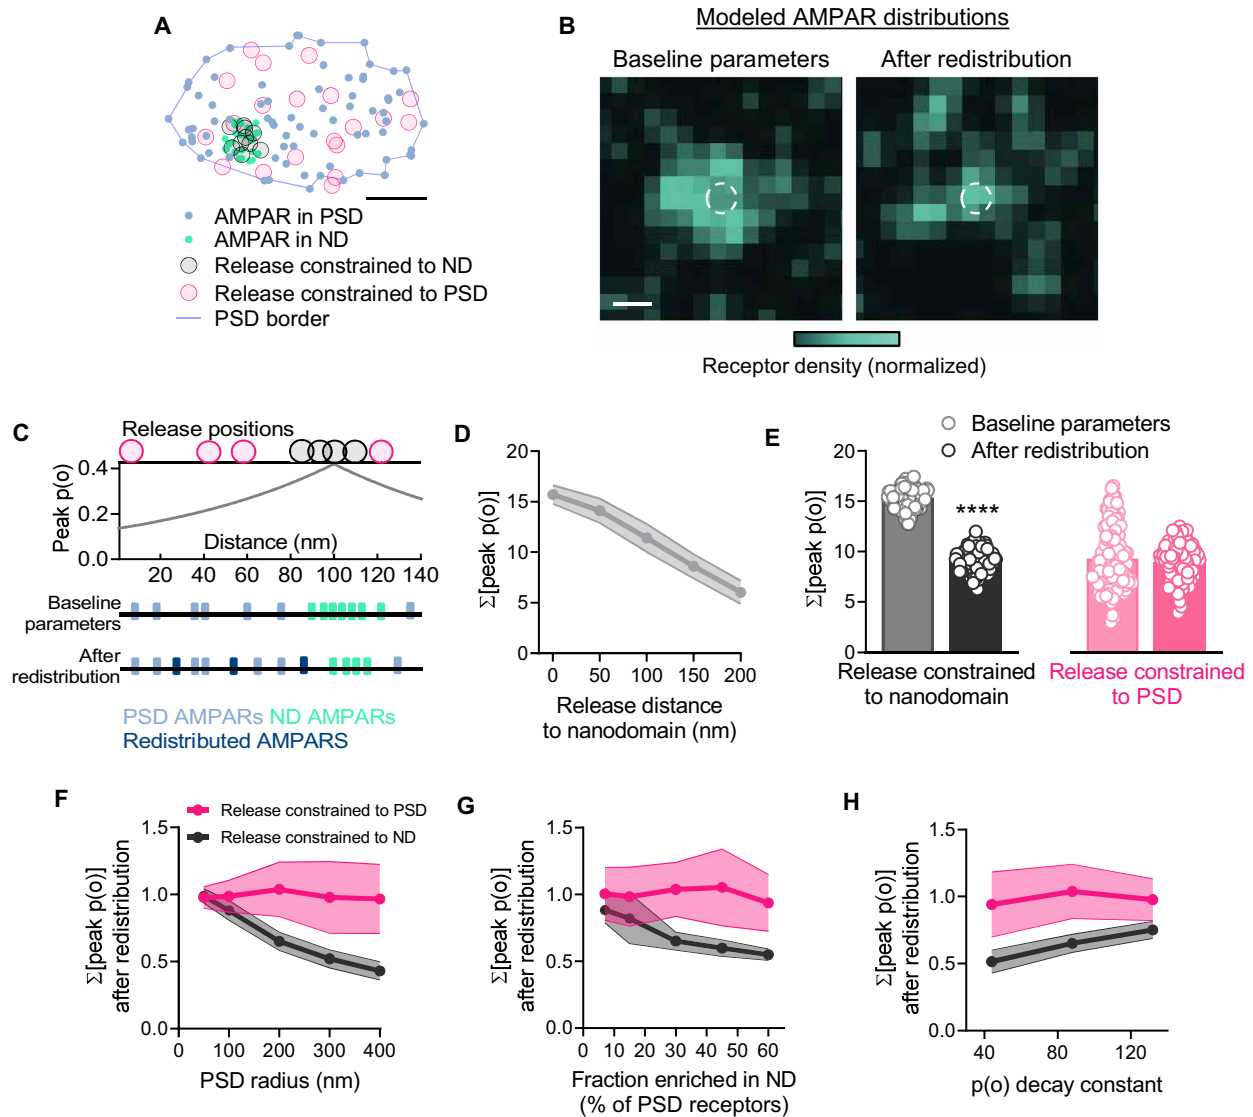 A
AMPAR in PSD
AMPAR in ND
Release constrained to ND
Release constrained to PSD
PSD border
B
Modeled AMPAR distributions
Baseline parameters
After redistribution
Receptor density (normalized)
C
Release positions
Peak p(o)
0.4
0.2
0.0
Distance (nm)
20 40 60 80 100 120 140
Baseline
parameters
After
redistribution
PSD AMPARs ND AMPARs
Redistributed AMPARS
D
Σ[peak p(o)]
20
15
10
5
0
0 50 100 150 200
Release distance
to nanodomain (nm)
E
Baseline parameters
After redistribution
Σ[peak p(o)]
20
15
10
5
0
****
Release constrained
to nanodomain
Release constrained
to PSD
F
Release constrained to PSD
Release constrained to ND
Σ[peak p(o)]
after redistribution
1.5
1.0
0.5
0.0
0 100 200 300 400
PSD radius (nm)
G
Σ[peak p(o)]
after redistribution
1.5
1.0
0.5
0.0
0 10 20 30 40 50 60
Fraction enriched in ND
(% of PSD receptors)
H
Σ[peak p(o)]
after redistribution
1.5
1.0
0.5
0.0
40 80 120
p(o) decay constant